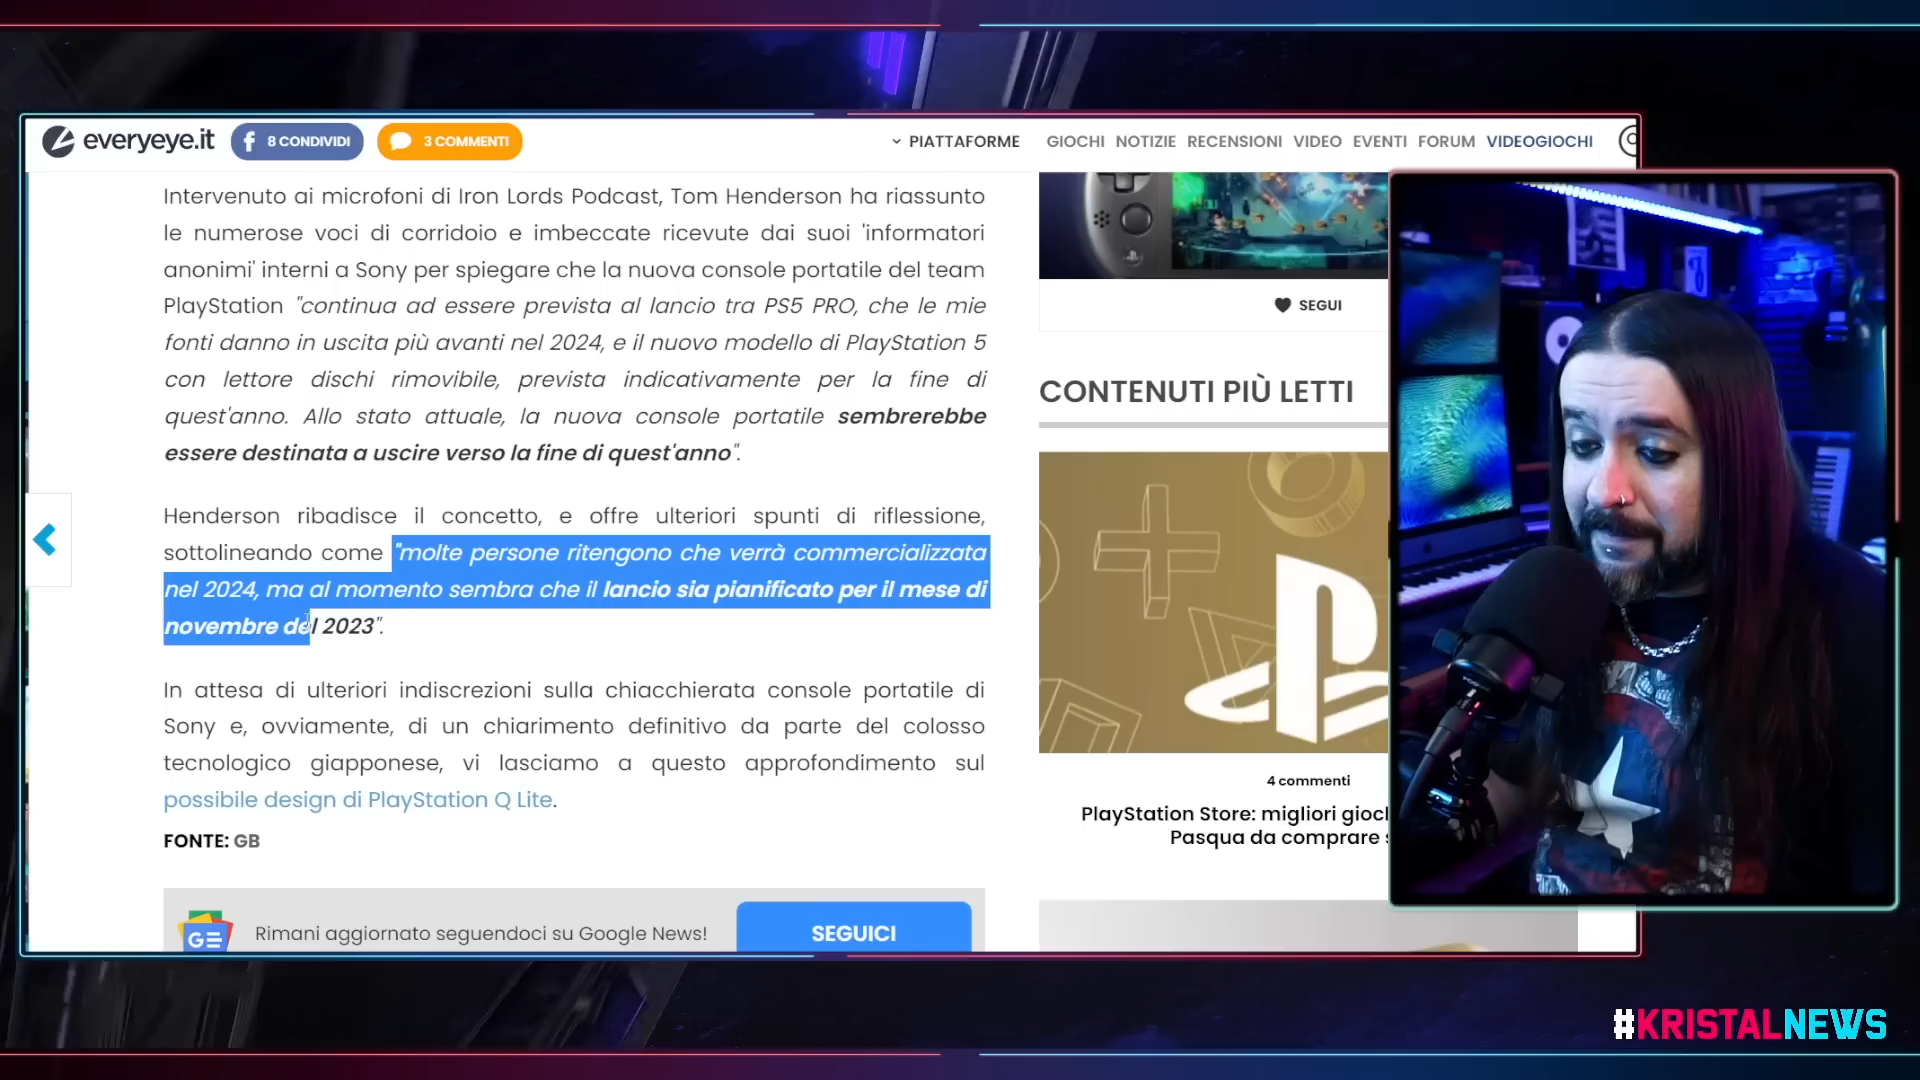 everyeye.it
8 CONDIVIDI
3 COMMENTI
PIATTAFORME
GIOCHI NOTIZIE RECENSIONI VIDEO EVENTI FORUM VIDEOGIOCHI
Intervenuto ai microfoni di Iron Lords Podcast, Tom Henderson ha riassunto
le numerose voci di corridoio e imbeccate ricevute dai suoi 'informatori
anonimi' interni a Sony per spiegare che la nuova console portatile del team
PlayStation "continua ad essere prevista al lancio tra PS5 PRO, che le mie
fonti danno in uscita più avanti nel 2024, e il nuovo modello di PlayStation 5
con lettore dischi rimovibile, prevista indicativamente per la fine di
quest'anno. Allo stato attuale, la nuova console portatile sembrerebbe
essere destinata a uscire verso la fine di quest'anno".
Henderson ribadisce il concetto, e offre ulteriori spunti di riflessione,
sottolineando come "molte persone ritengono che verrà commercializzata
nel 2024, ma al momento sembra che il lancio sia pianificato per il mese di
novembre del 2023".
In attesa di ulteriori indiscrezioni sulla chiacchierata console portatile di
Sony e, ovviamente, di un chiarimento definitivo da parte del colosso
tecnologico giapponese, vi lasciamo a questo approfondimento sul
possibile design di PlayStation Q Lite.
FONTE: GB
GE
Rimani aggiornato seguendoci su Google News!
SEGUICI
SEGUI
CONTENUTI PIÙ LETTI
4 commenti
PlayStation Store: migliori
Pasqua da comprare
#KRISTALNEWS